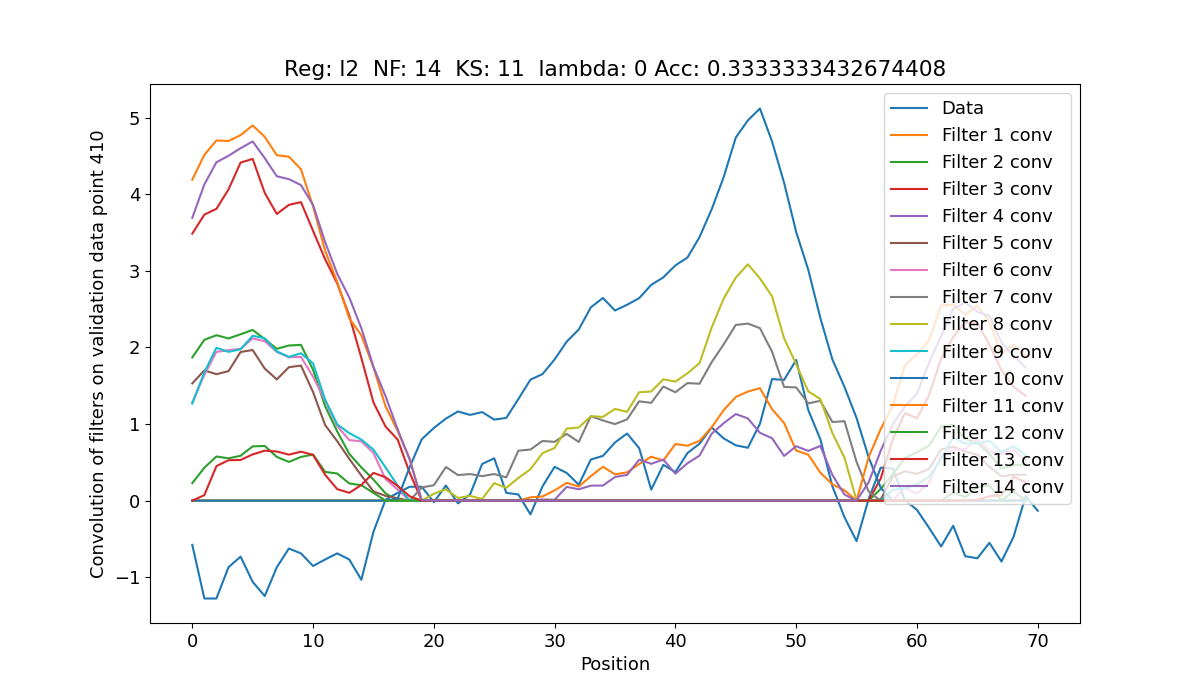 Reg: l2  NF: 14  KS: 11  lambda: 0 Acc: 0.3333333432674408
Convolution of filters on validation data point 410
5
4
3
2
1
0
−1
0 10 20 30 40 50 60 70
Position
Data
Filter 1 conv
Filter 2 conv
Filter 3 conv
Filter 4 conv
Filter 5 conv
Filter 6 conv
Filter 7 conv
Filter 8 conv
Filter 9 conv
Filter 10 conv
Filter 11 conv
Filter 12 conv
Filter 13 conv
Filter 14 conv